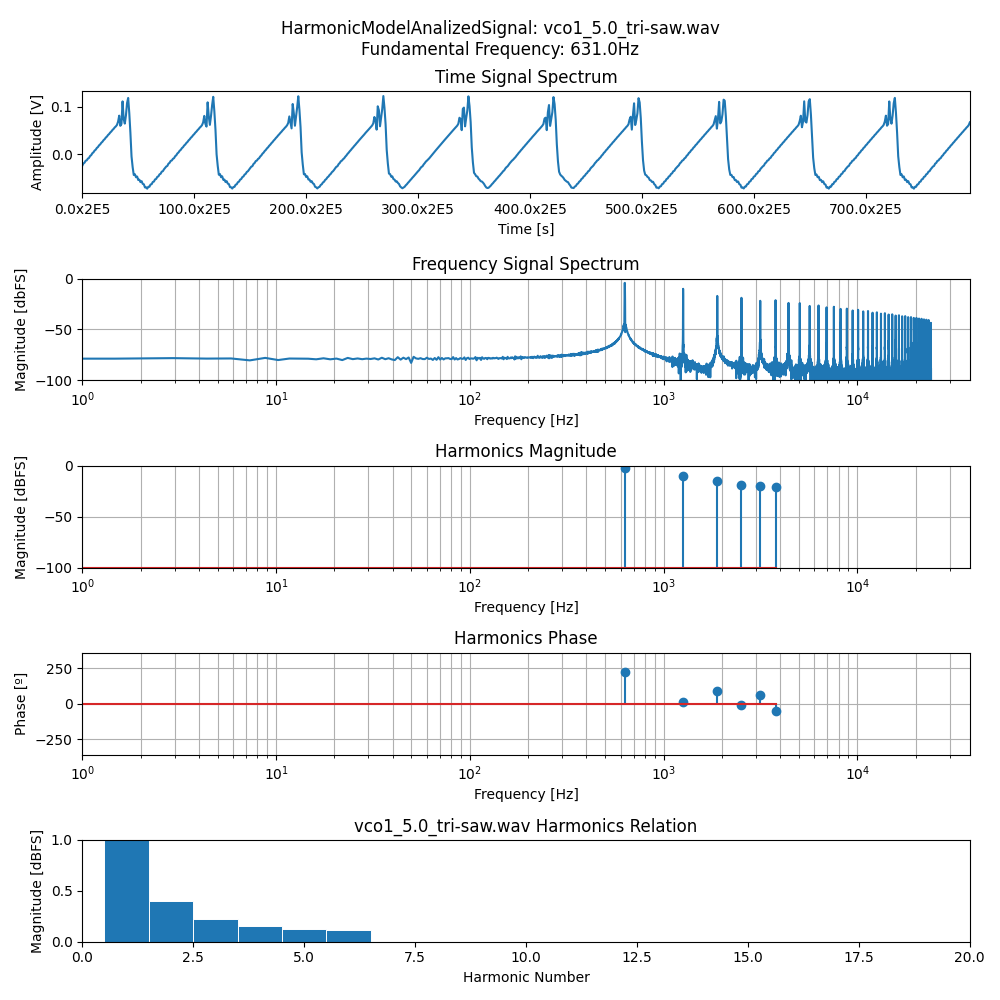 HarmonicModelAnalizedSignal: vco1_5.0_tri-saw.wav
Fundamental Frequency: 631.0Hz
Time Signal Spectrum
Amplitude [V]
0.1
0.0
0.0x2E5 100.0x2E5 200.0x2E5 300.0x2E5 400.0x2E5 500.0x2E5 600.0x2E5 700.0x2E5
Time [s]
Frequency Signal Spectrum
Magnitude [dbFS]
0
−50
−100
10^0 10^1 10^2 10^3 10^4
Frequency [Hz]
Harmonics Magnitude
Magnitude [dBFS]
0
−50
−100
10^0 10^1 10^2 10^3 10^4
Frequency [Hz]
Harmonics Phase
Phase [º]
250
0
−250
10^0 10^1 10^2 10^3 10^4
Frequency [Hz]
vco1_5.0_tri-saw.wav Harmonics Relation
Magnitude [dBFS]
1.0
0.5
0.0
0.0 2.5 5.0 7.5 10.0 12.5 15.0 17.5 20.0
Harmonic Number